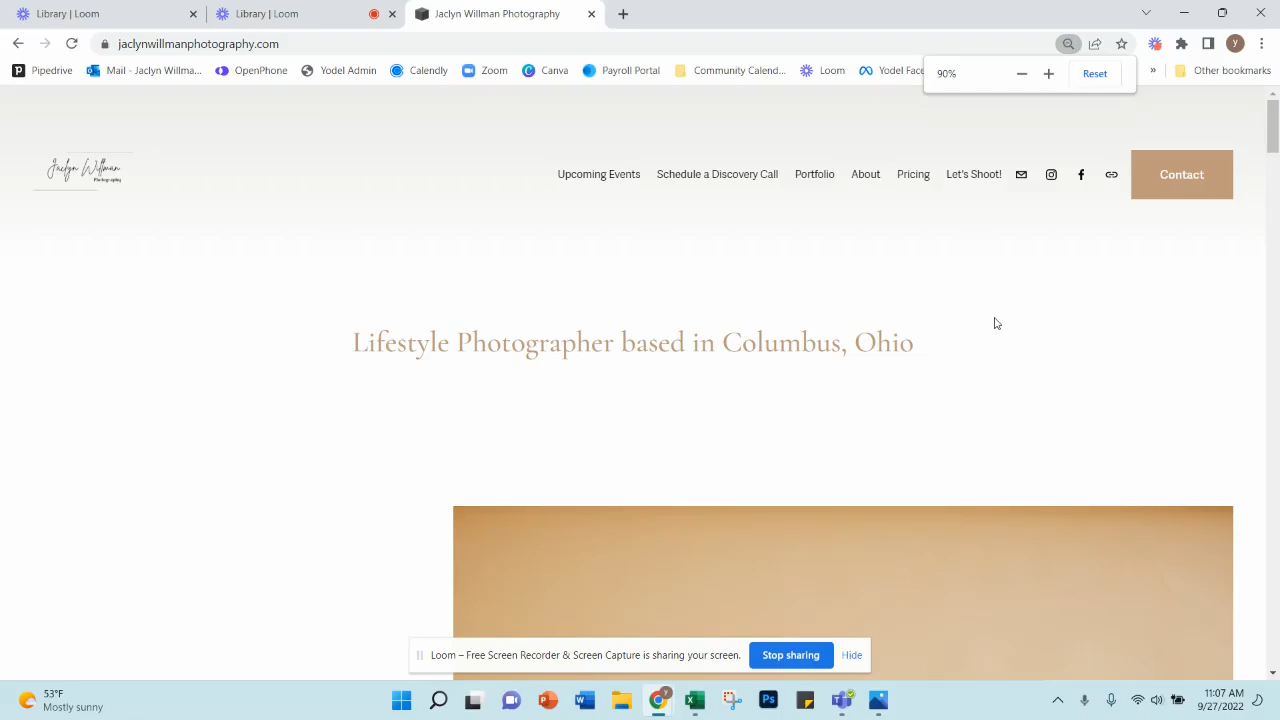 Library | Loom
Library | Loom
Jaclyn Willman Photography
jaclynwillmanphotography.com
Pipedrive
Mail - Jaclyn Willma...
OpenPhone
Yodel Admin
Calendly
Zoom
Canva
Payroll Portal
Community Calend...
Loom
Yodel Face
Other bookmarks
90%
Reset
Jaclyn Willman
Photography
Upcoming Events
Schedule a Discovery Call
Portfolio
About
Pricing
Let's Shoot!
Contact
Lifestyle Photographer based in Columbus, Ohio
Loom – Free Screen Recorder & Screen Capture is sharing your screen.
Stop sharing
Hide
53°F
Mostly sunny
11:07 AM
9/27/2022